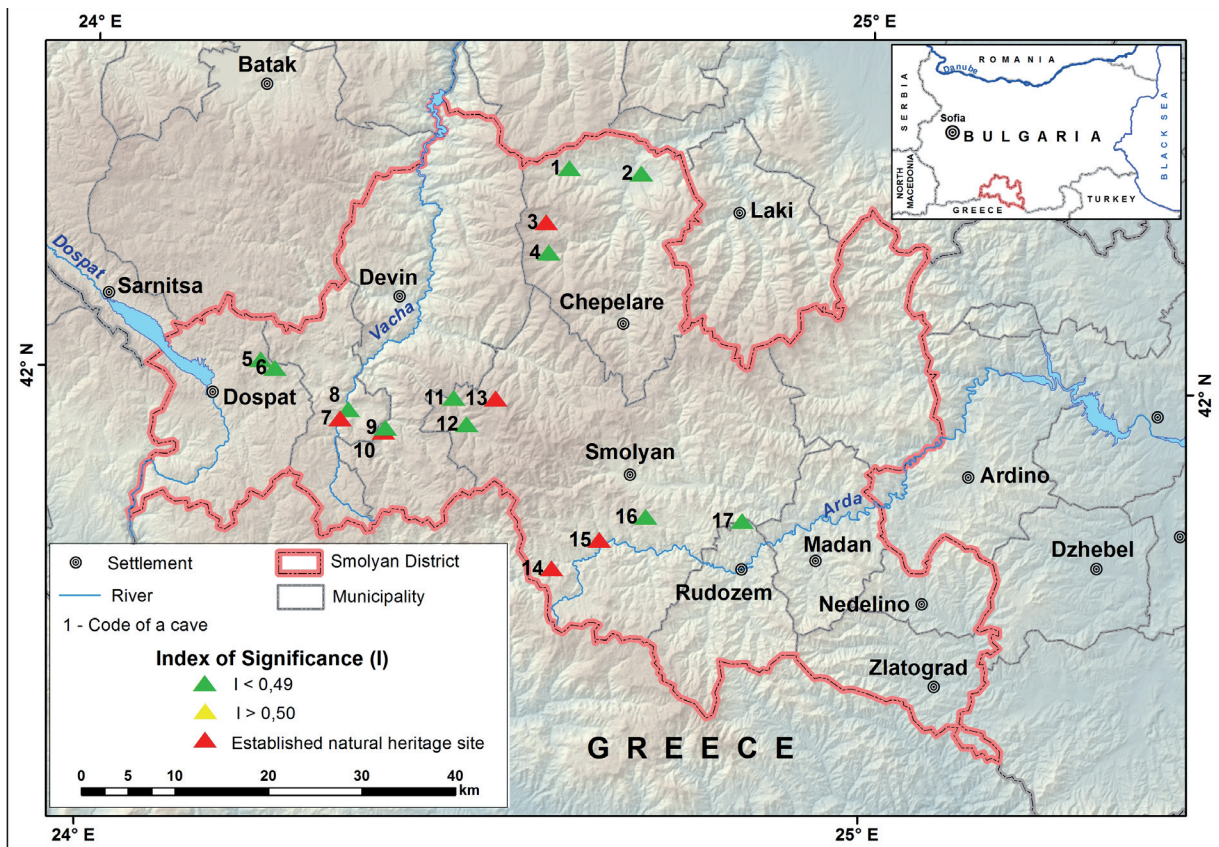 24° E
25° E
Batak
ROMANIA
Danube
SERBIA
Sofia
BULGARIA
BLACK SEA
NORTH
MACEDONIA
GREECE
TURKEY
1
2
Laki
3
4
Dospat
Sarnitsa
Devin
Vacha
Chepelare
42° N
42° N
5
6
Dospat
8
7
9
10
11
13
12
Smolyan
Arda
Ardino
16
17
15
14
Madan
Rudozem
Dzhebel
Nedelino
Zlatograd
GREECE
Settlement
Smolyan District
River
Municipality
1 - Code of a cave
Index of Significance (I)
I < 0,49
I > 0,50
Established natural heritage site
0 5 10 20 30 40
km
24° E
25° E